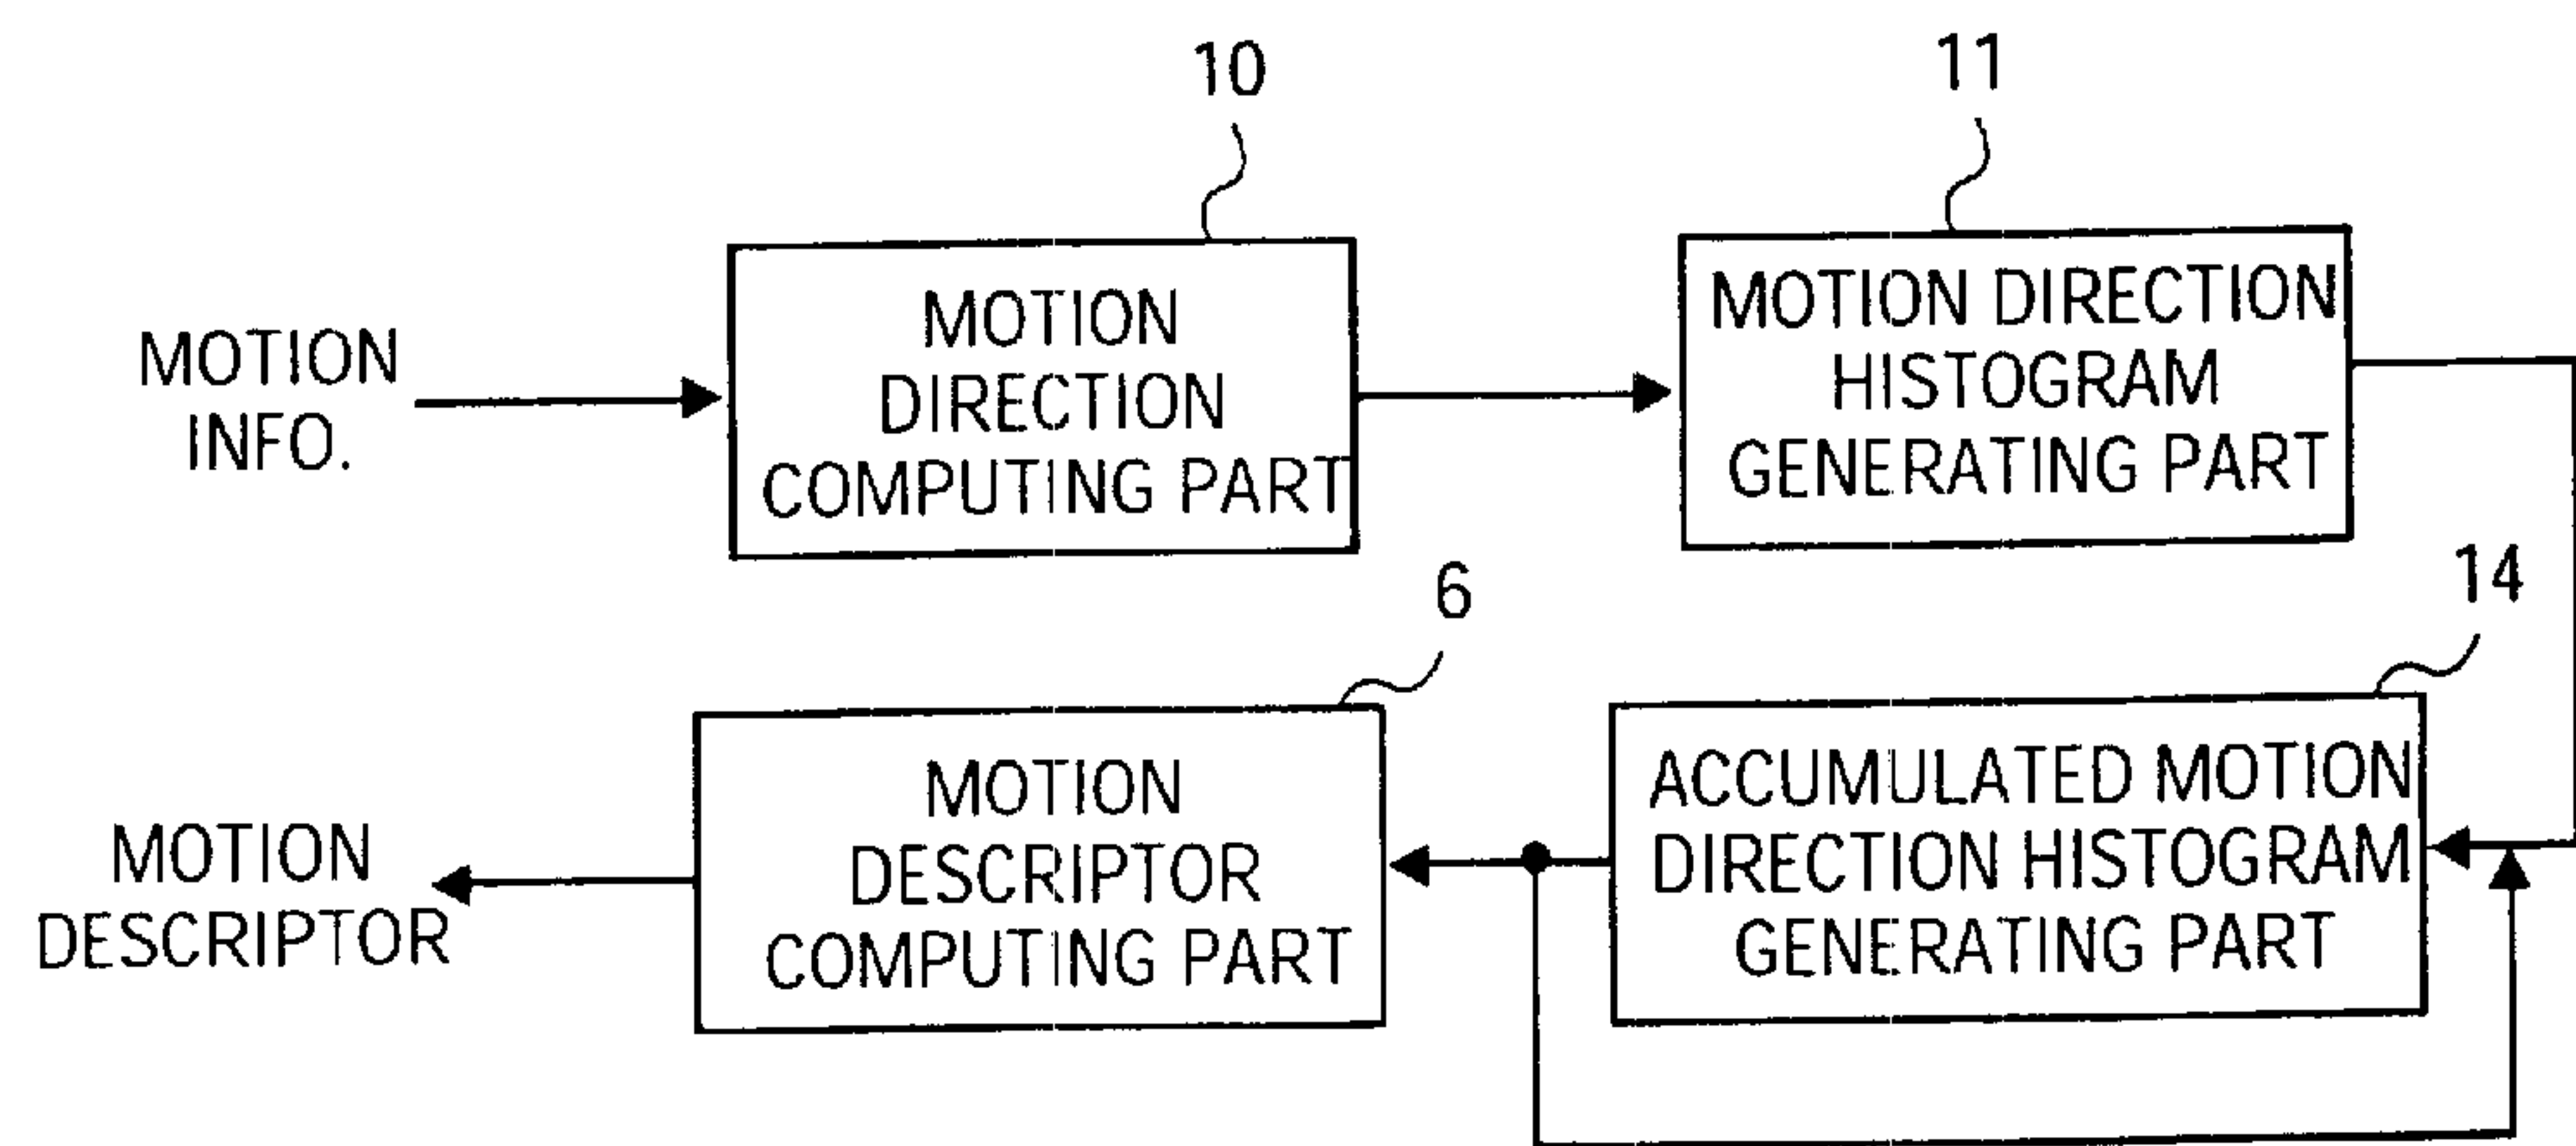 10
11
MOTION
INFO.
MOTION
DIRECTION
COMPUTING PART
MOTION DIRECTION
HISTOGRAM
GENERATING PART
6
14
MOTION
DESCRIPTOR
MOTION
DESCRIPTOR
COMPUTING PART
ACCUMULATED MOTION
DIRECTION HISTOGRAM
GENERATING PART